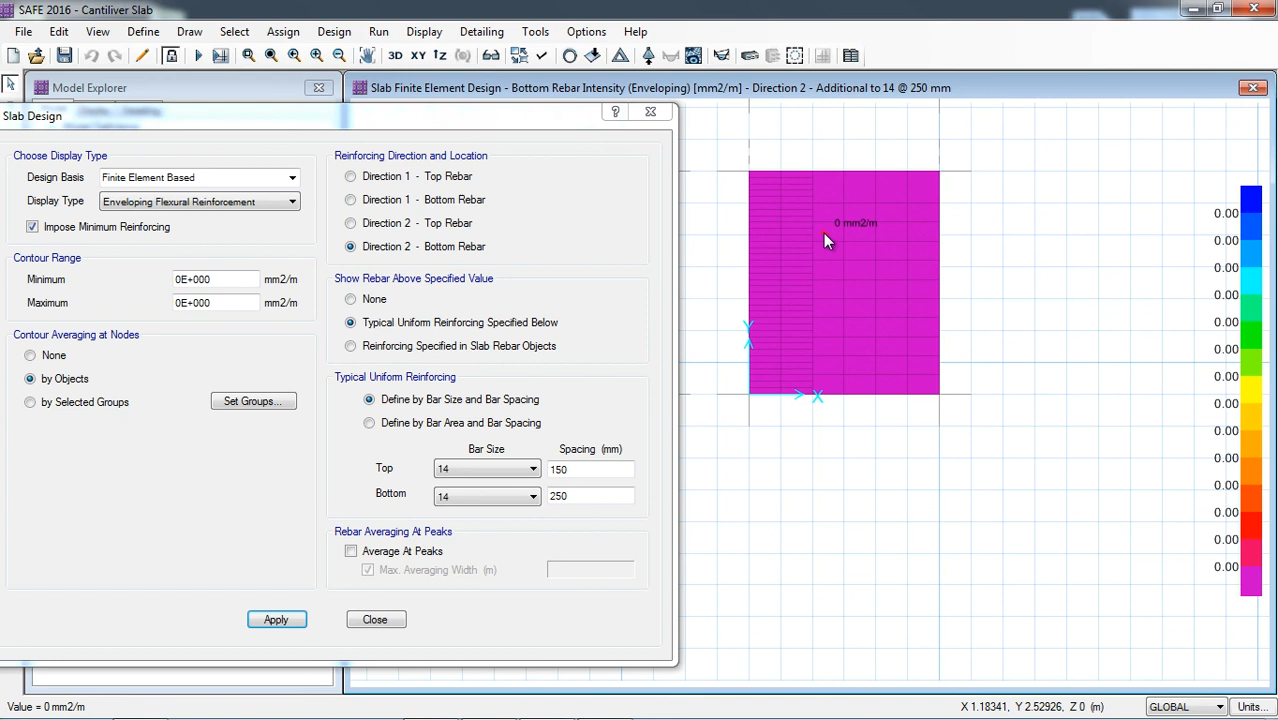 SAFE 2016 - Cantiliver Slab
File Edit View Define Draw Select Assign Design Run Display Detailing Tools Options Help
3D XY
Model Explorer
Slab Finite Element Design - Bottom Rebar Intensity (Enveloping) [mm2/m] - Direction 2 - Additional to 14 @ 250 mm
Slab Design
?
Choose Display Type
Design Basis Finite Element Based
Display Type Enveloping Flexural Reinforcement
Impose Minimum Reinforcing
Contour Range
Minimum 0E+000 mm2/m
Maximum 0E+000 mm2/m
Contour Averaging at Nodes
None
by Objects
by Selected Groups
Set Groups...
Reinforcing Direction and Location
Direction 1 - Top Rebar
Direction 1 - Bottom Rebar
Direction 2 - Top Rebar
Direction 2 - Bottom Rebar
Show Rebar Above Specified Value
None
Typical Uniform Reinforcing Specified Below
Reinforcing Specified in Slab Rebar Objects
Typical Uniform Reinforcing
Define by Bar Size and Bar Spacing
Define by Bar Area and Bar Spacing
Bar Size Spacing (mm)
Top 14 150
Bottom 14 250
Rebar Averaging At Peaks
Average At Peaks
Max. Averaging Width (m)
Apply Close
0 mm2/m
Y
X
0.00
0.00
0.00
0.00
0.00
0.00
0.00
0.00
0.00
0.00
0.00
0.00
0.00
0.00
Value = 0 mm2/m
X 1.18341, Y 2.52926, Z 0 (m)
GLOBAL
Units...